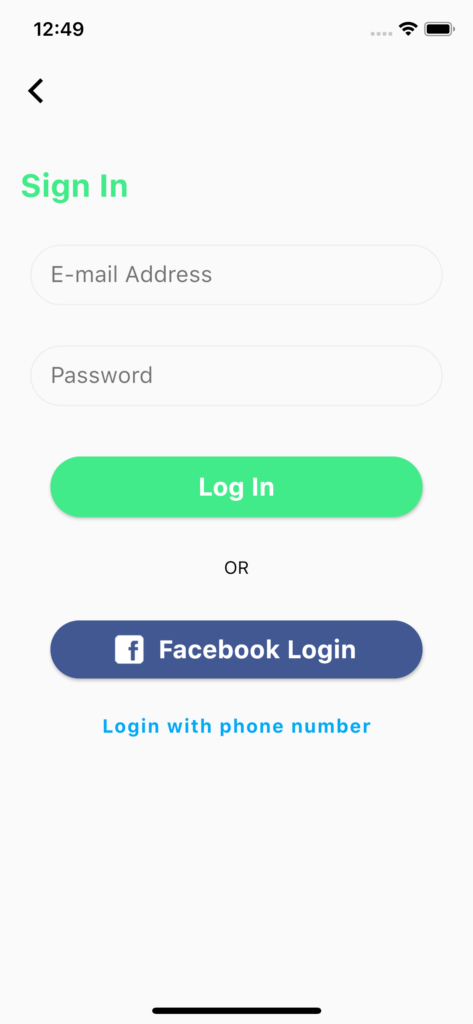 12:49
Sign In
E-mail Address
Password
Log In
OR
f Facebook Login
Login with phone number